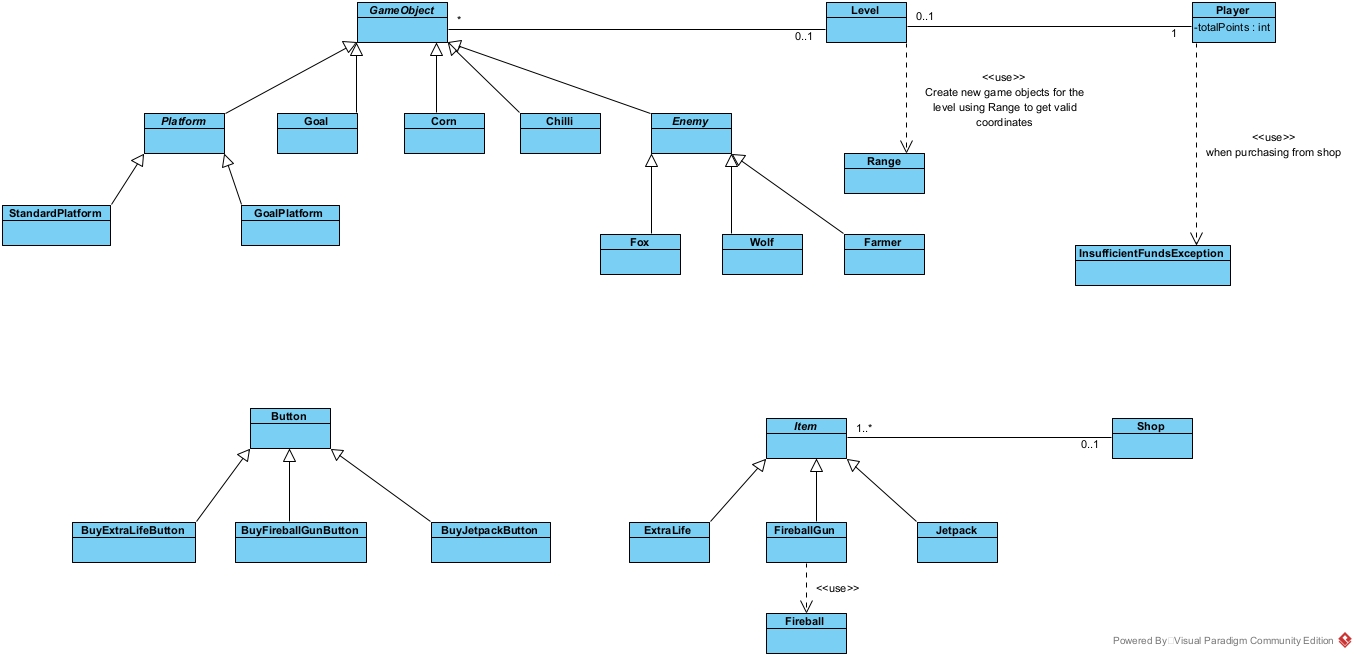 GameObject
*
0..1
Level
0..1
1
Player
-totalPoints : int
<<use>>
Create new game objects for the
level using Range to get valid
coordinates
<<use>>
when purchasing from shop
Platform
Goal
Corn
Chilli
Enemy
Range
StandardPlatform
GoalPlatform
Fox
Wolf
Farmer
InsufficientFundsException
Button
Item
1..*
0..1
Shop
BuyExtraLifeButton
BuyFireballGunButton
BuyJetpackButton
ExtraLife
FireballGun
Jetpack
<<use>>
Fireball
Powered By Visual Paradigm Community Edition